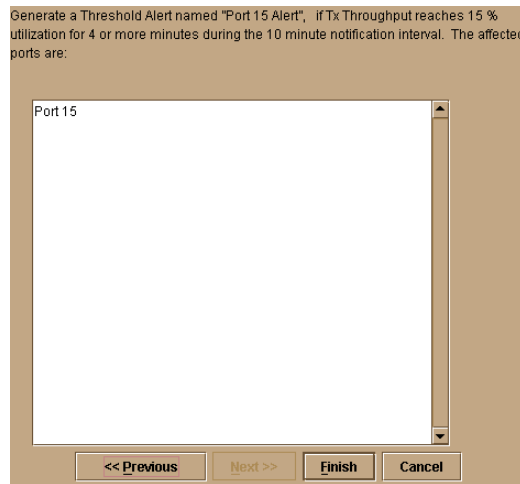 Generate a Threshold Alert named "Port 15 Alert", if Tx Throughput reaches 15 %
utilization for 4 or more minutes during the 10 minute notification interval. The affected
ports are:
Port 15
<< Previous Next >> Finish Cancel